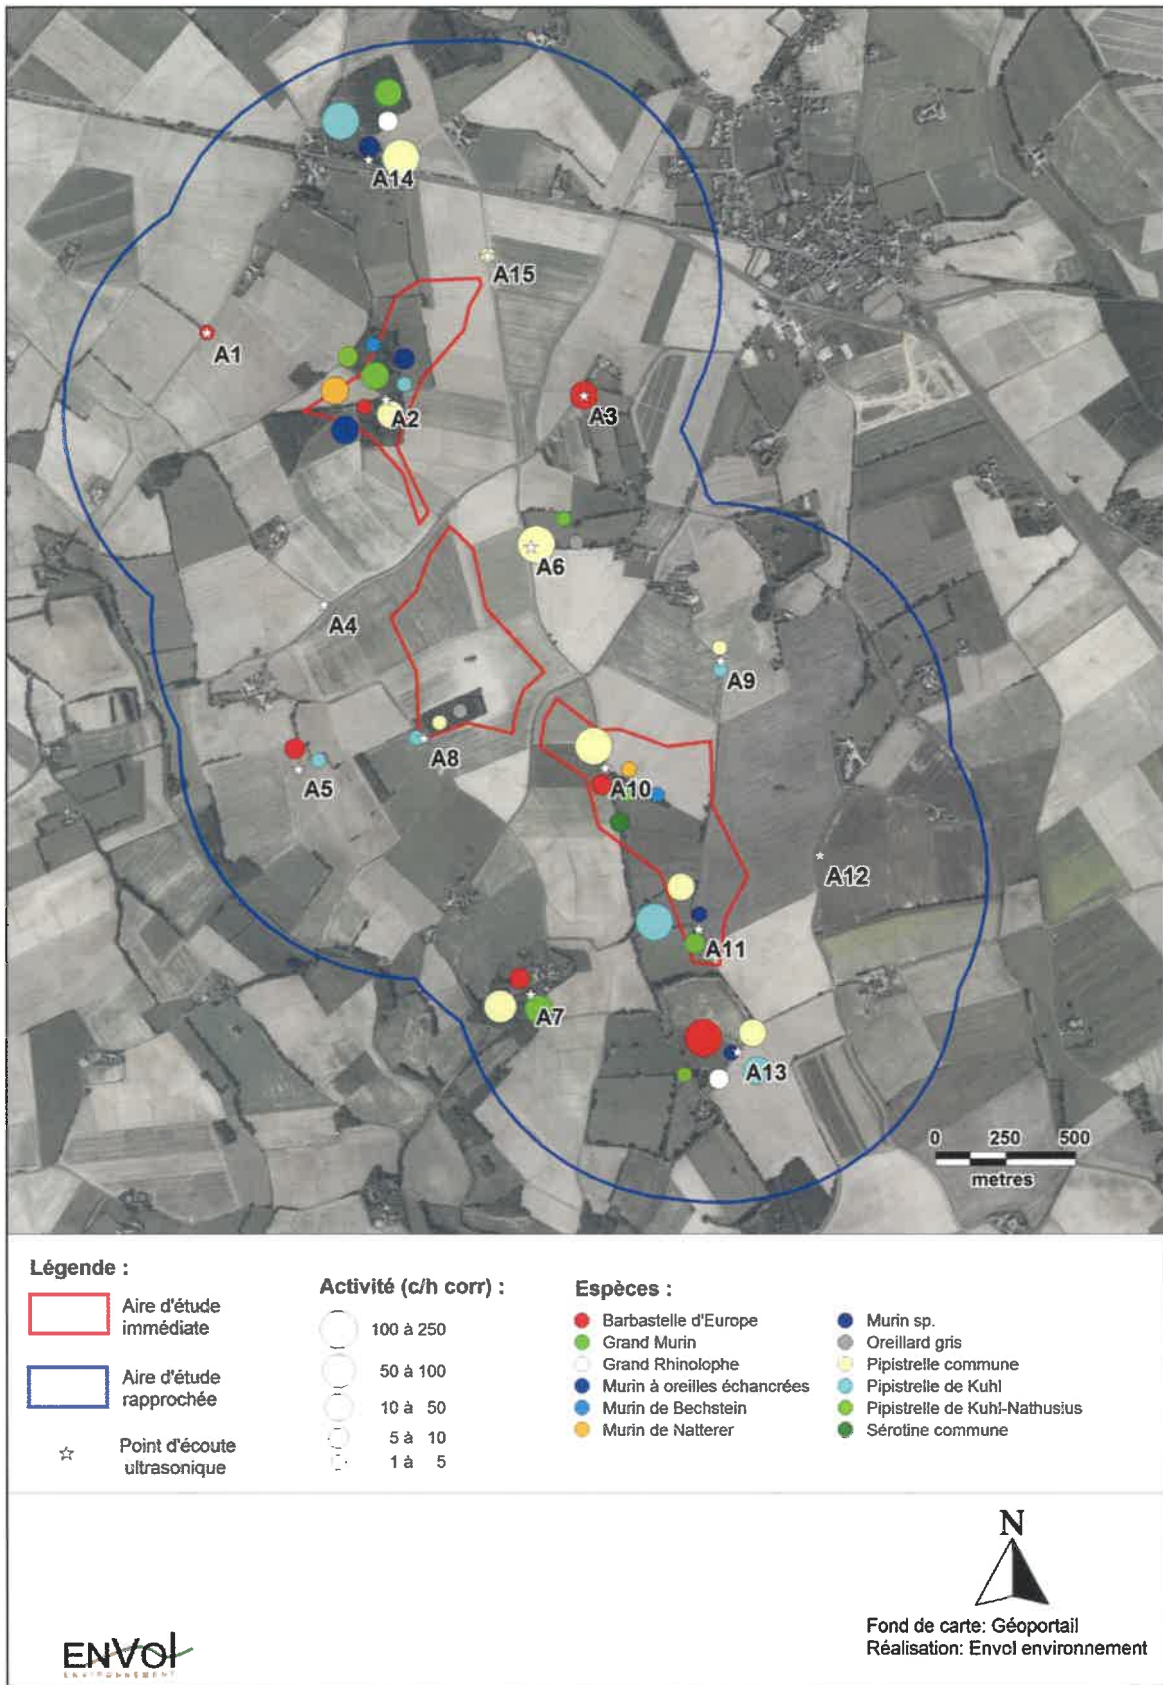 A14
A15
A1
A2
A3
A6
A4
A9
A8
A5
A10
A12
A11
A7
A13
0 250 500
metres
Légende :
Aire d'étude
immédiate
Aire d'étude
rapprochée
Point d'écoute
ultrasonique
Activité (c/h corr) :
100 à 250
50 à 100
10 à 50
5 à 10
1 à 5
Espèces :
Barbastelle d'Europe
Grand Murin
Grand Rhinolophe
Murin à oreilles échancrées
Murin de Bechstein
Murin de Natterer
Murin sp.
Oreillard gris
Pipistrelle commune
Pipistrelle de Kuhl
Pipistrelle de Kuhl-Nathusius
Sérotine commune
N
Fond de carte: Géoportail
Réalisation: Envol environnement
ENVOl
ENVIRONNEMENT